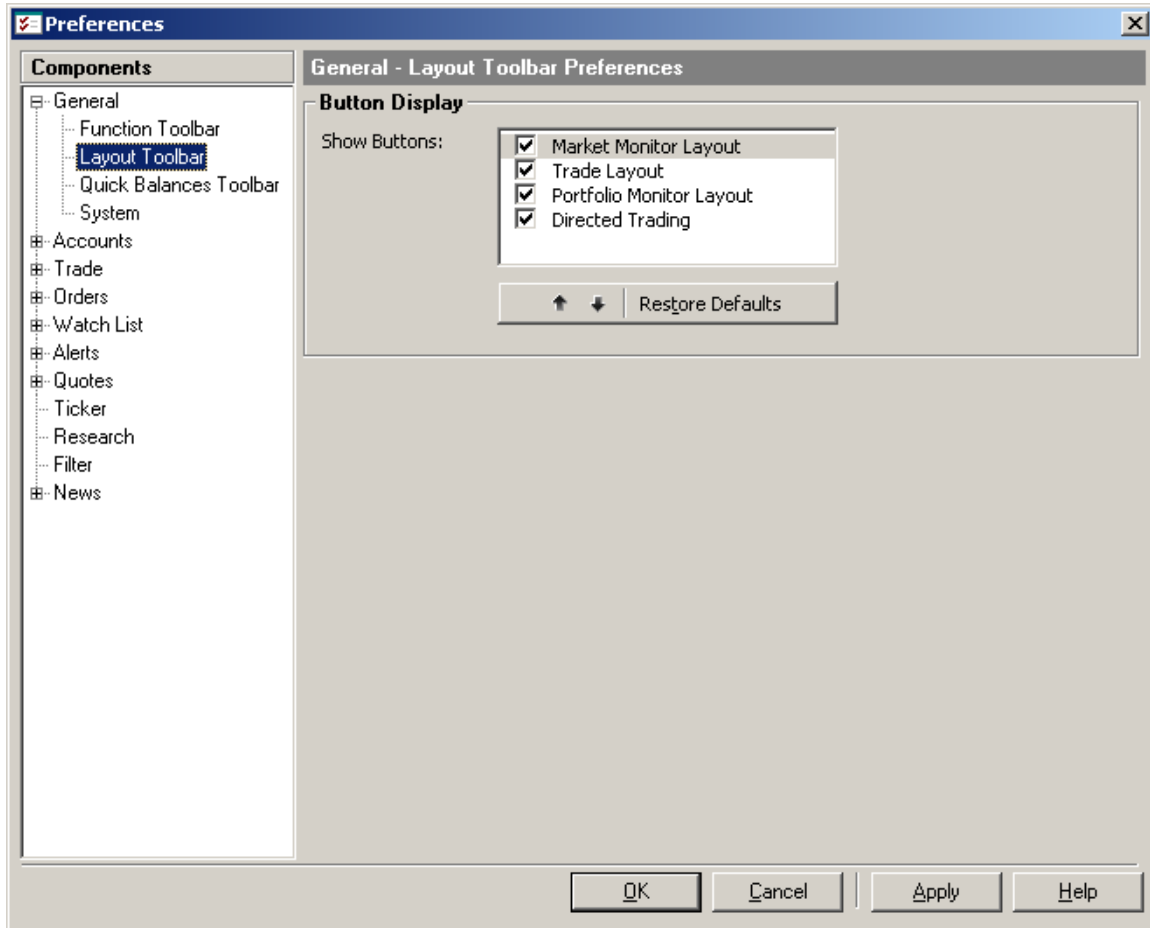 Preferences
Components
General
Function Toolbar
Layout Toolbar
Quick Balances Toolbar
System
Accounts
Trade
Orders
Watch List
Alerts
Quotes
Ticker
Research
Filter
News
General - Layout Toolbar Preferences
Button Display
Show Buttons:
Market Monitor Layout
Trade Layout
Portfolio Monitor Layout
Directed Trading
Restore Defaults
OK Cancel Apply Help